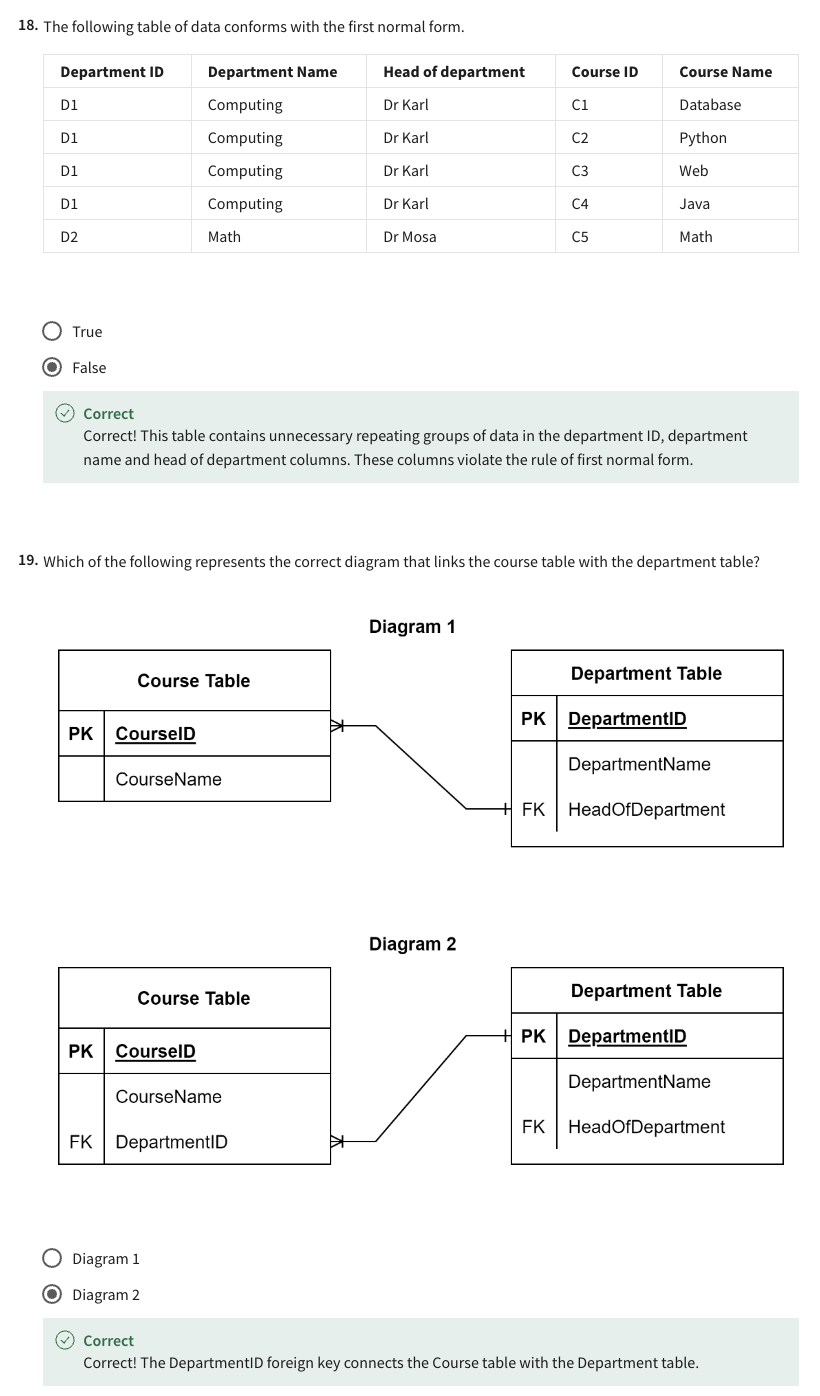 18. The following table of data conforms with the first normal form.
Department ID Department Name Head of department Course ID Course Name
D1 Computing Dr Karl C1 Database
D1 Computing Dr Karl C2 Python
D1 Computing Dr Karl C3 Web
D1 Computing Dr Karl C4 Java
D2 Math Dr Mosa C5 Math
True
False
Correct
Correct! This table contains unnecessary repeating groups of data in the department ID, department
name and head of department columns. These columns violate the rule of first normal form.
19. Which of the following represents the correct diagram that links the course table with the department table?
Diagram 1
Course Table
PK CourseID
CourseName
Department Table
PK DepartmentID
DepartmentName
FK HeadOfDepartment
Diagram 2
Course Table
PK CourseID
CourseName
FK DepartmentID
Department Table
PK DepartmentID
DepartmentName
FK HeadOfDepartment
Diagram 1
Diagram 2
Correct
Correct! The DepartmentID foreign key connects the Course table with the Department table.